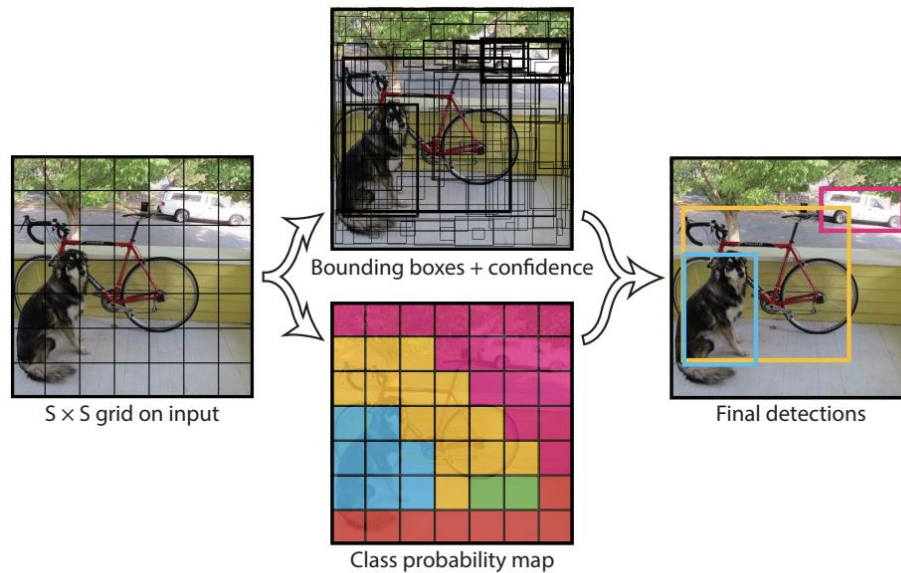 Bounding boxes + confidence
S × S grid on input
Final detections
Class probability map